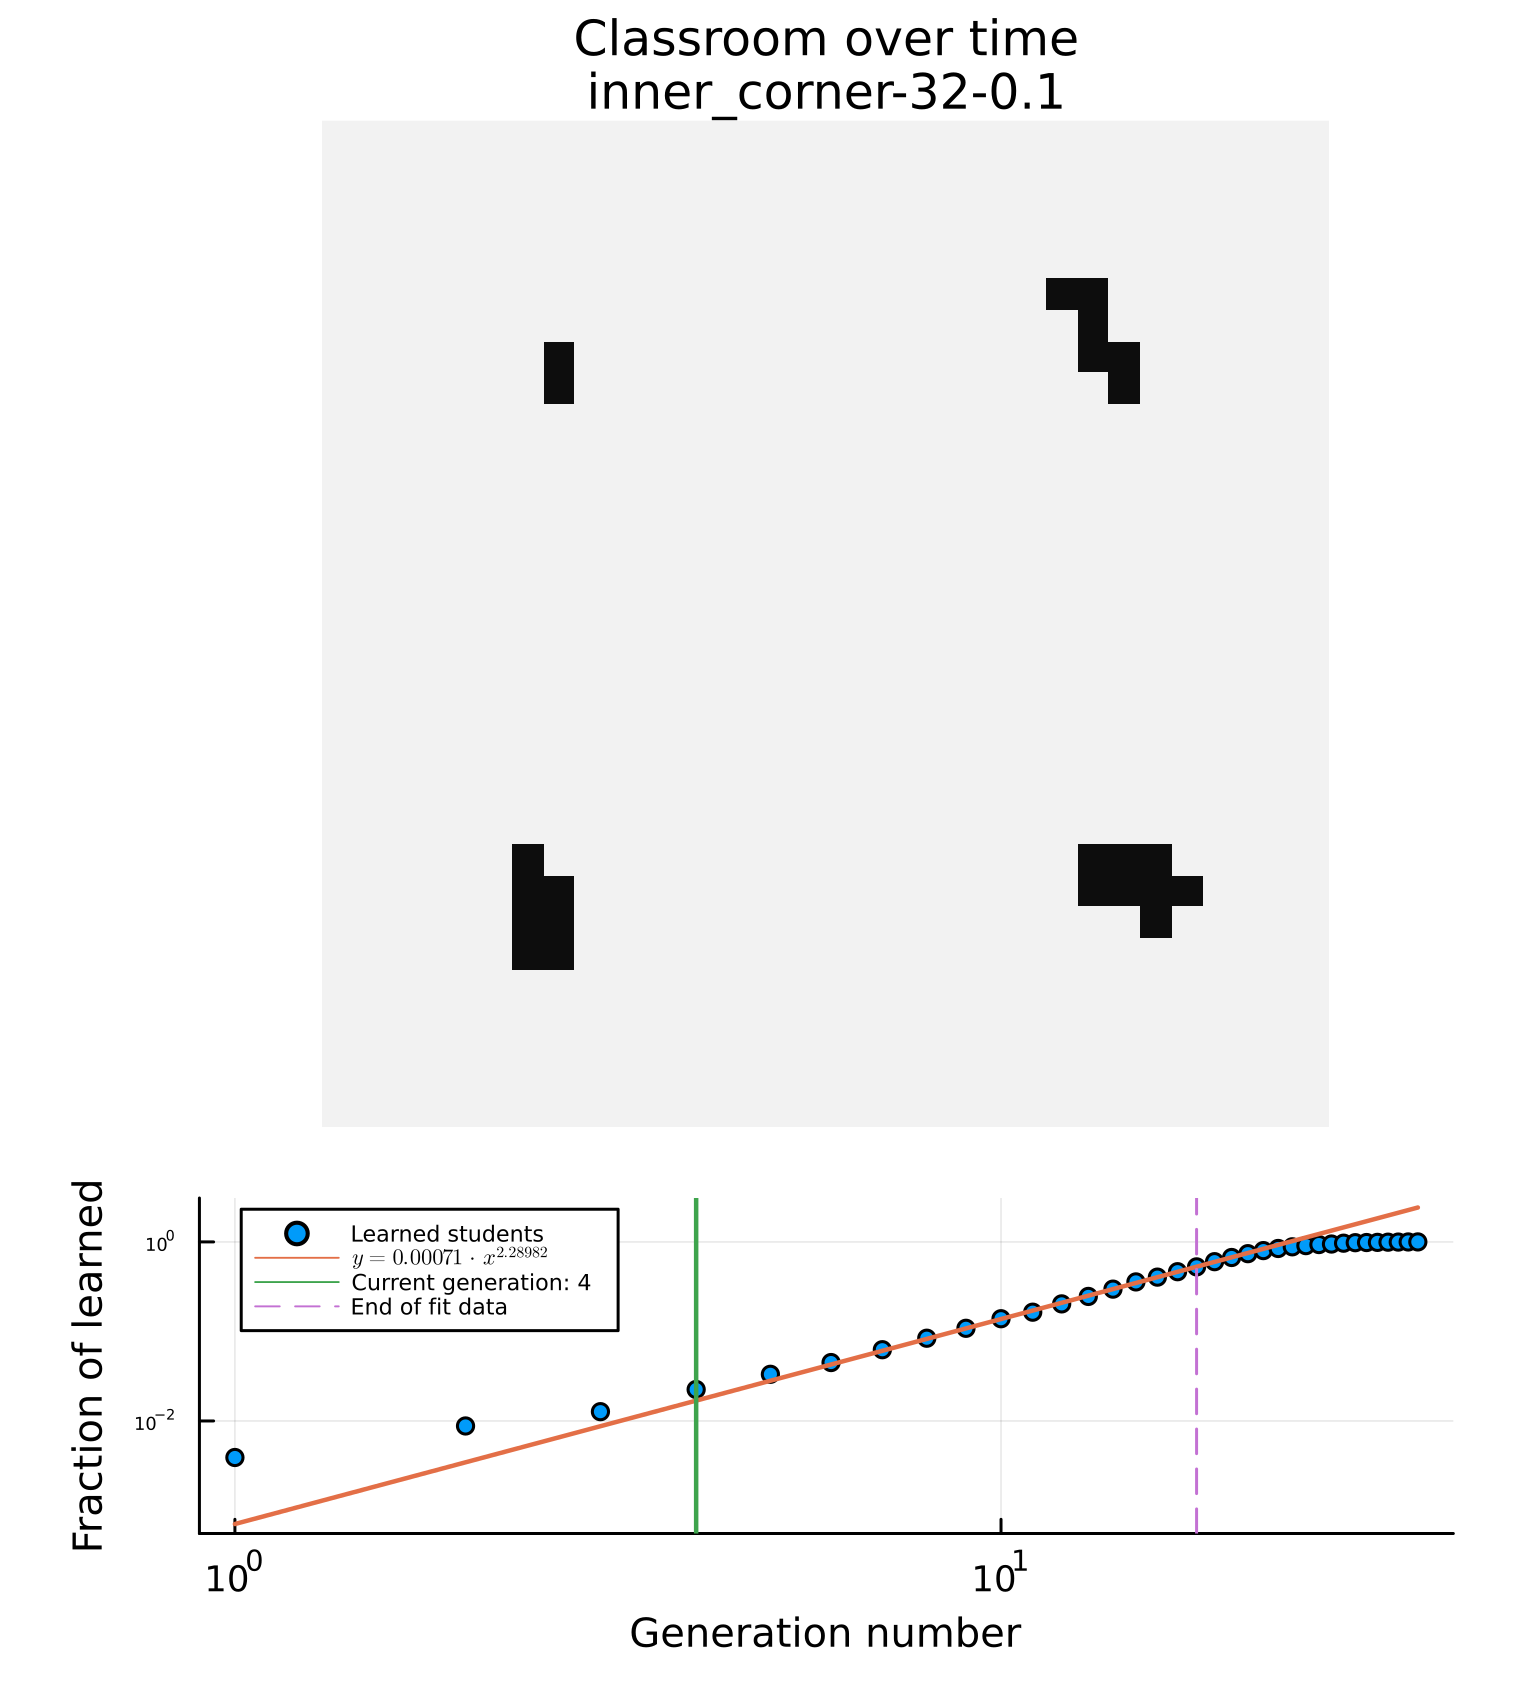 Classroom over time
inner_corner-32-0.1
Fraction of learned
10^0
10^−2
Learned students
y = 0.00071 · x^2.28982
Current generation: 4
End of fit data
10^0
10^1
Generation number